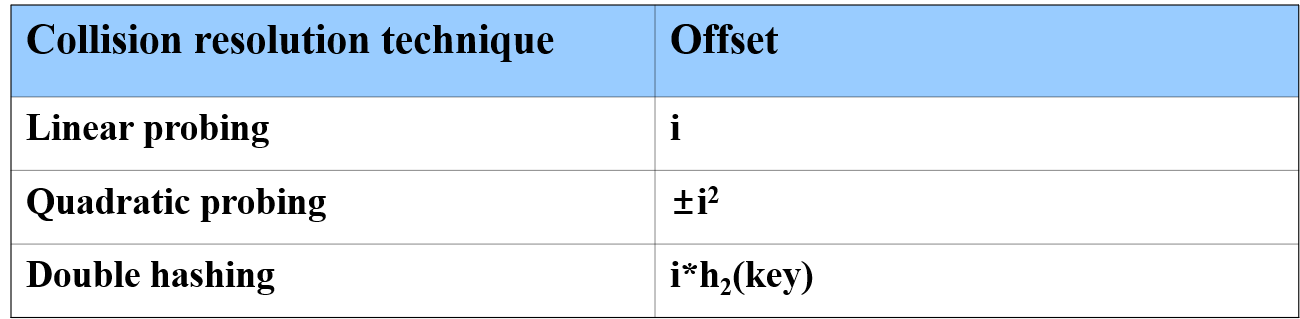 Collision resolution technique Offset
Linear probing i
Quadratic probing ±i²
Double hashing i*h₂(key)